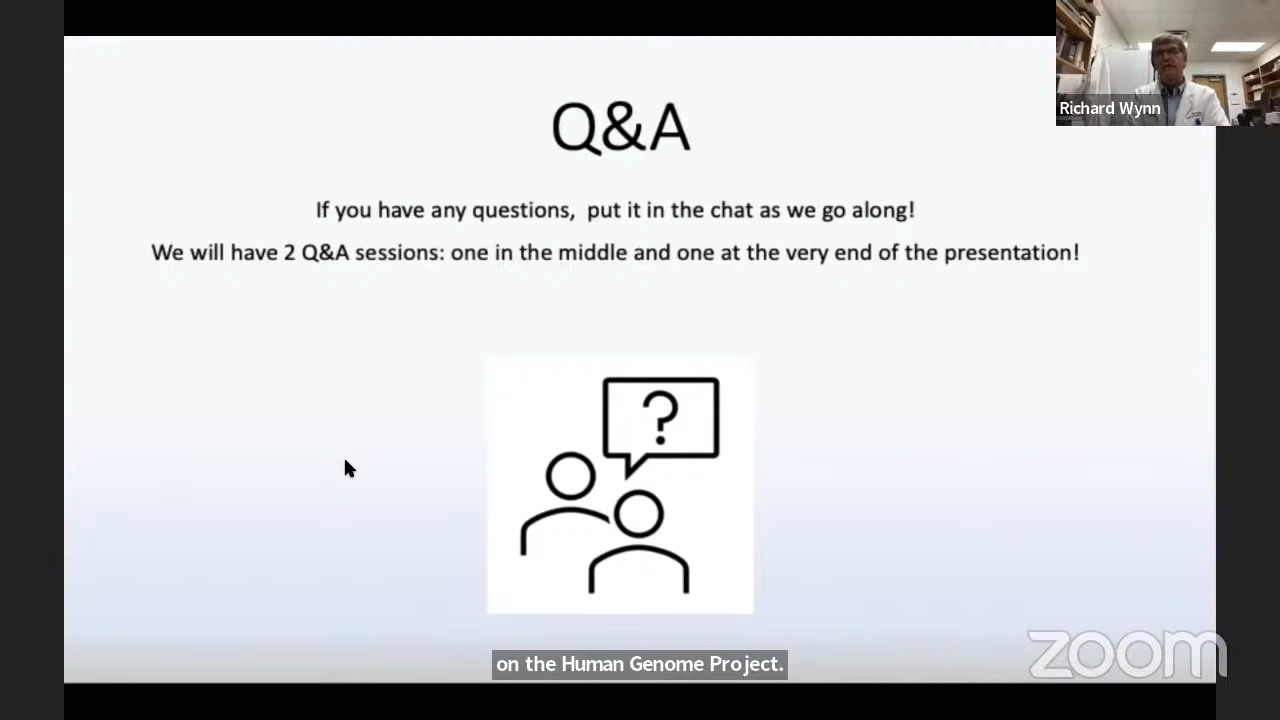 Richard Wynn
Q&A
If you have any questions, put it in the chat as we go along!
We will have 2 Q&A sessions: one in the middle and one at the very end of the presentation!
?
on the Human Genome Project.
zoom